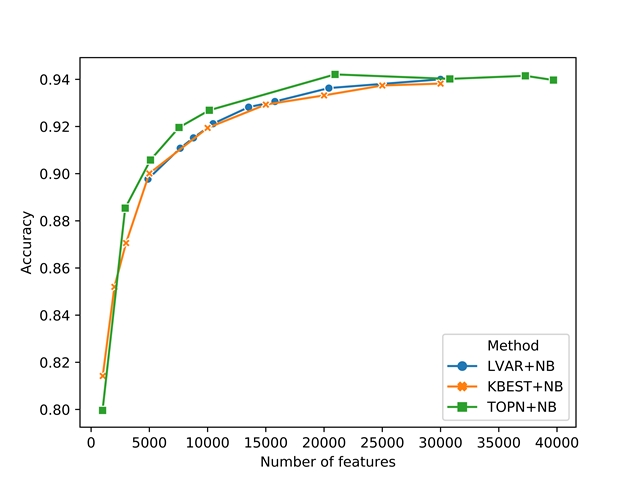 0.94
0.92
0.90
0.88
0.86
0.84
0.82
0.80
Accuracy
0 5000 10000 15000 20000 25000 30000 35000 40000
Number of features
Method
LVAR+NB
KBEST+NB
TOPN+NB